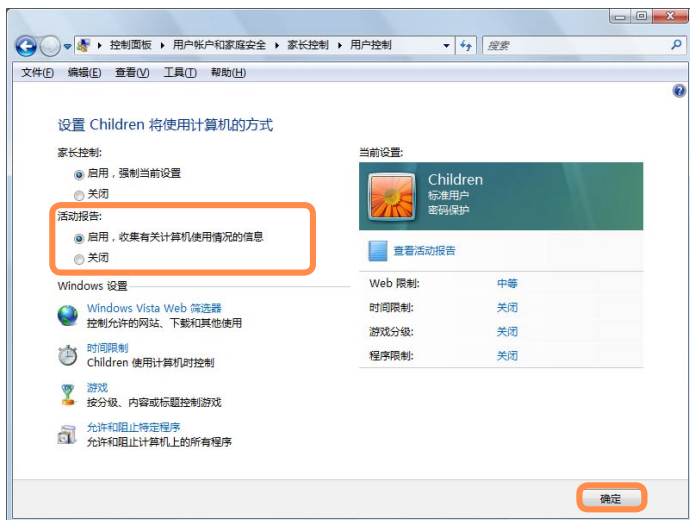 控制面板 ▸ 用户帐户和家庭安全 ▸ 家长控制 ▸ 用户控制
搜索
文件(F) 编辑(E) 查看(V) 工具(T) 帮助(H)
设置 Children 将使用计算机的方式
家长控制:
启用，强制当前设置
关闭
活动报告:
启用，收集有关计算机使用情况的信息
关闭
Windows 设置
Windows Vista Web 筛选器
控制允许的网站、下载和其他使用
时间限制
Children 使用计算机时控制
游戏
按分级、内容或标题控制游戏
允许和阻止特定程序
允许和阻止计算机上的所有程序
当前设置:
Children
标准用户
密码保护
查看活动报告
Web 限制: 中等
时间限制: 关闭
游戏分级: 关闭
程序限制: 关闭
确定